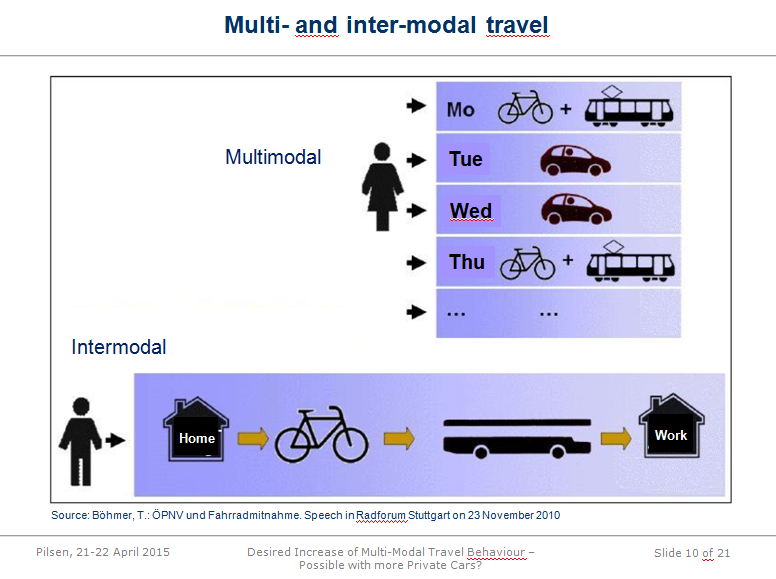 Multi- and inter-modal travel
Mo +
Multimodal
Tue
Wed
Thu +
... ...
Intermodal
Home
Work
Source: Böhmer, T.: ÖPNV und Fahrradmitnahme. Speech in Radforum Stuttgart on 23 November 2010
Pilsen, 21-22 April 2015
Desired Increase of Multi-Modal Travel Behaviour –
Possible with more Private Cars?
Slide 10 of 21